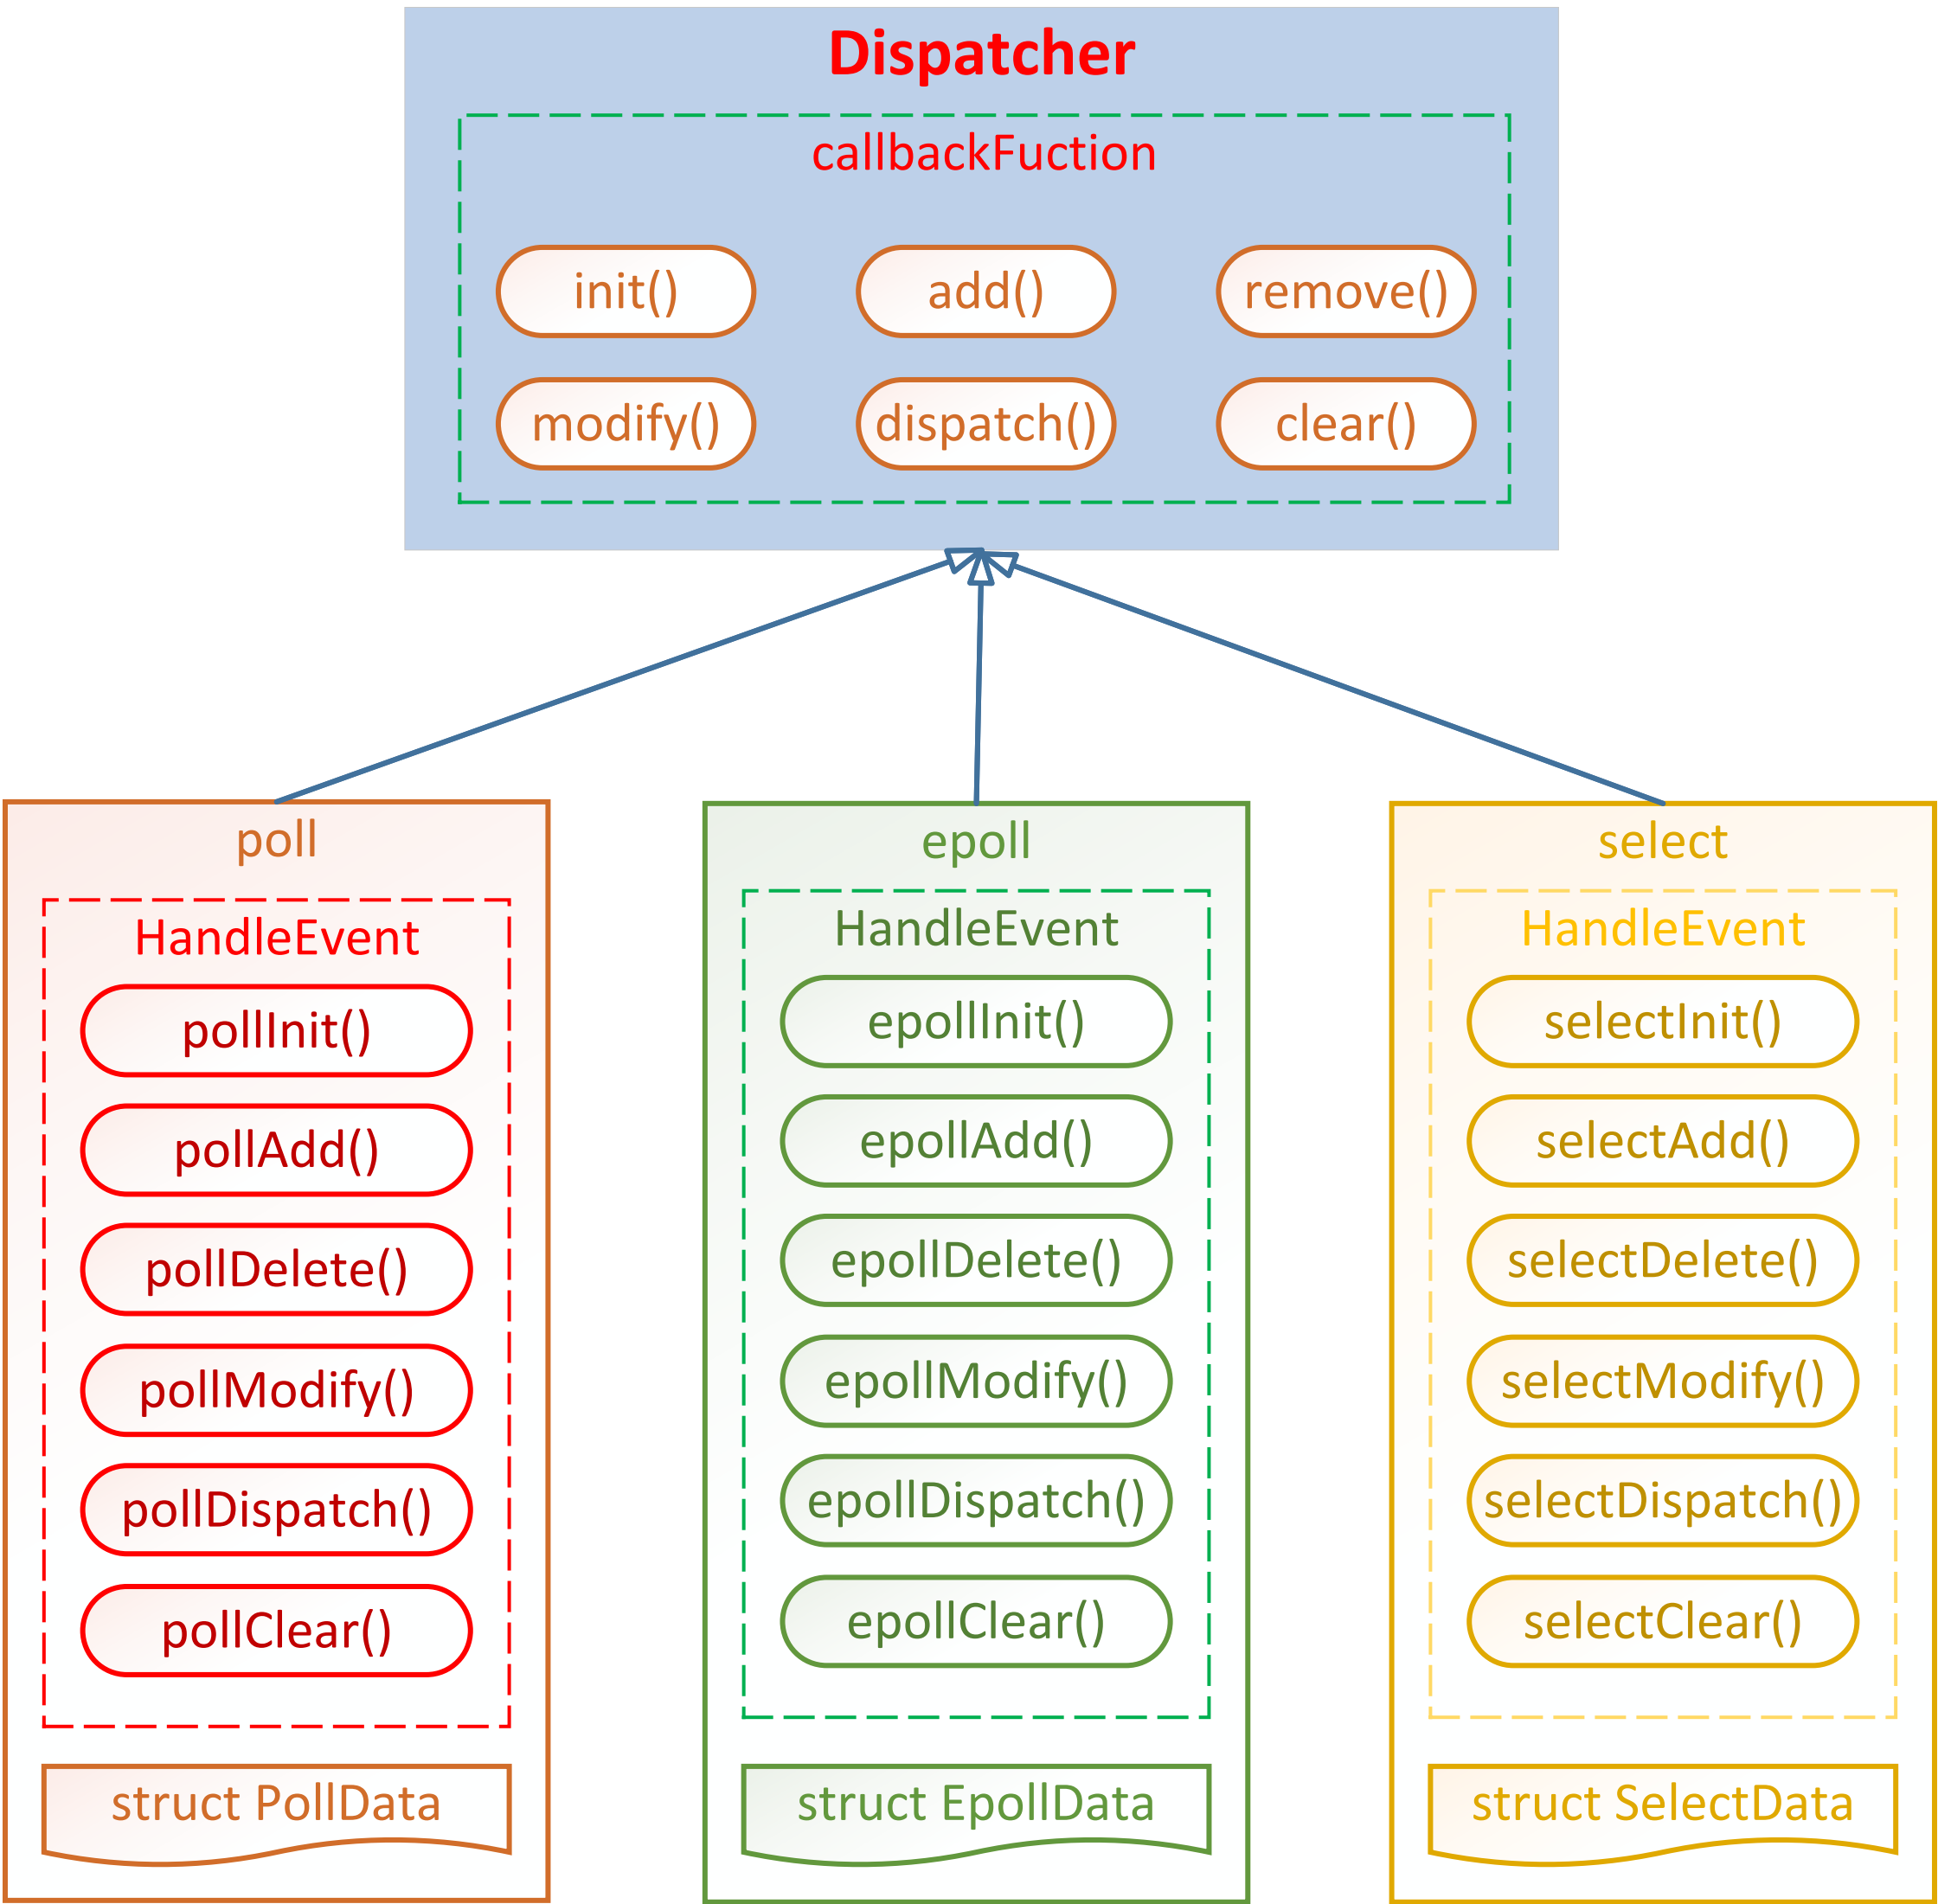 Dispatcher
callbackFuction
init()
add()
remove()
modify()
dispatch()
clear()
poll
HandleEvent
pollInit()
pollAdd()
pollDelete()
pollModify()
pollDispatch()
pollClear()
struct PollData
epoll
HandleEvent
epollInit()
epollAdd()
epollDelete()
epollModify()
epollDispatch()
epollClear()
struct EpollData
select
HandleEvent
selectInit()
selectAdd()
selectDelete()
selectModify()
selectDispatch()
selectClear()
struct SelectData